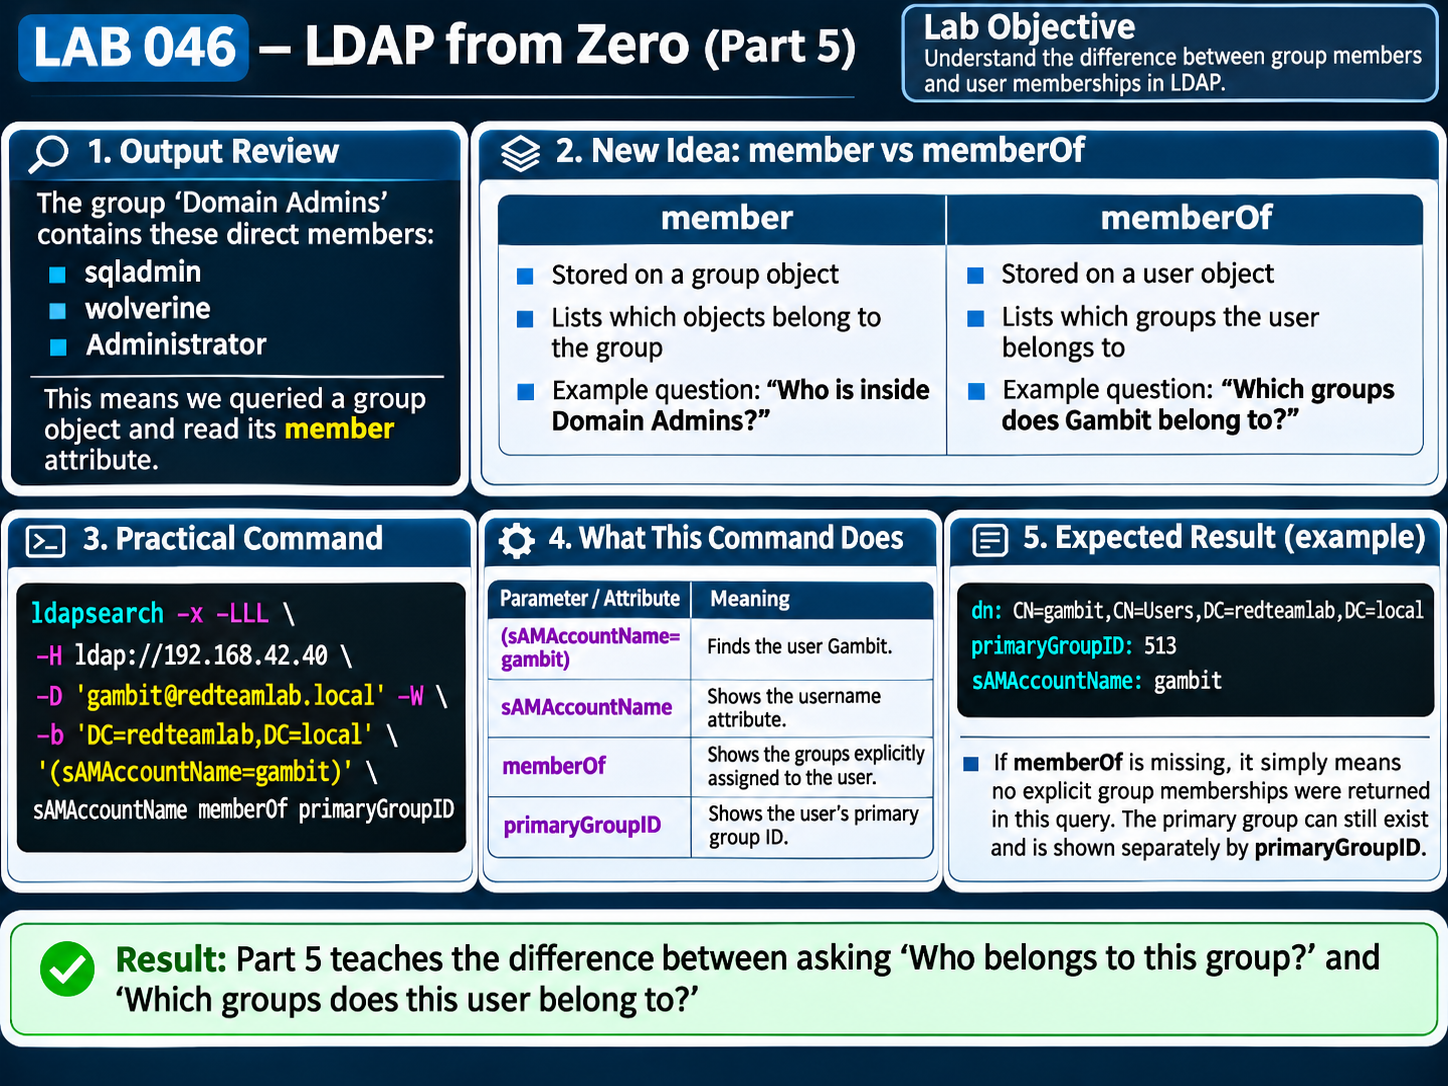 LAB 046 – LDAP from Zero (Part 5)
Lab Objective
Understand the difference between group members
and user memberships in LDAP.
1. Output Review
The group ‘Domain Admins’
contains these direct members:
sqladmin
wolverine
Administrator
This means we queried a group
object and read its member
attribute.
2. New Idea: member vs memberOf
member
Stored on a group object
Lists which objects belong to
the group
Example question: “Who is inside
Domain Admins?”
memberOf
Stored on a user object
Lists which groups the user
belongs to
Example question: “Which groups
does Gambit belong to?”
3. Practical Command
ldapsearch -x -LLL \
-H ldap://192.168.42.40 \
-D 'gambit@redteamlab.local' -W \
-b 'DC=redteamlab,DC=local' \
'(sAMAccountName=gambit)' \
sAMAccountName memberOf primaryGroupID
4. What This Command Does
Parameter / Attribute
Meaning
(sAMAccountName=
gambit)
Finds the user Gambit.
sAMAccountName
Shows the username
attribute.
memberOf
Shows the groups explicitly
assigned to the user.
primaryGroupID
Shows the user’s primary
group ID.
5. Expected Result (example)
dn: CN=gambit,CN=Users,DC=redteamlab,DC=local
primaryGroupID: 513
sAMAccountName: gambit
If memberOf is missing, it simply means
no explicit group memberships were returned
in this query. The primary group can still exist
and is shown separately by primaryGroupID.
Result: Part 5 teaches the difference between asking ‘Who belongs to this group?’ and
‘Which groups does this user belong to?’